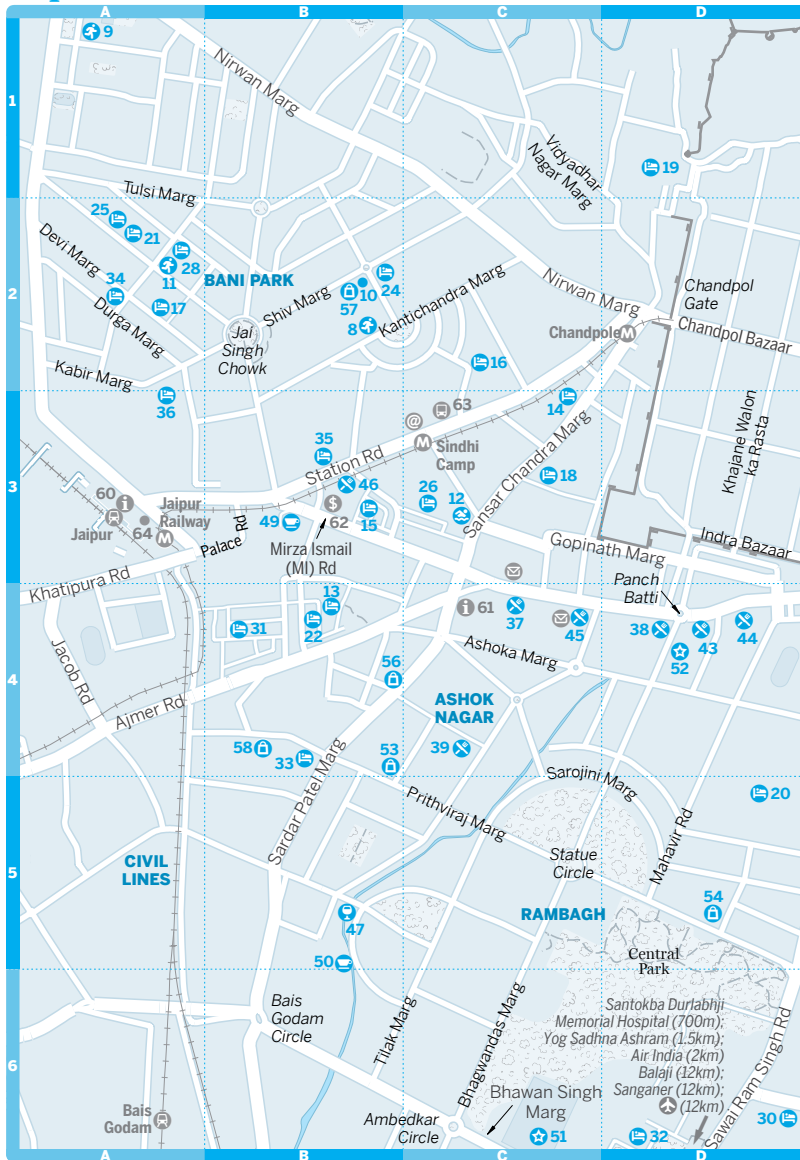 A B C D
9
Nirwan Marg
1
Vidyadhar
Nagar Marg
19
Tulsi Marg
25
21
Devi Marg
28
11
34
17
BANI PARK
2
Durga Marg
Shiv Marg
57
10
24
8
Kantichandra Marg
Nirwan Marg
Chandpol
Gate
Chandpole
M
Chandpol Bazaar
Jai
Singh
Chowk
16
Kabir Marg
36
14
@
63
M
Sindhi
Camp
Khajane Walon
ka Rasta
35
Station Rd
Sansar Chandra Marg
18
3
60
i
Jaipur
64
Jaipur
Railway
M
46
$
62
15
49
26
12
Palace Rd
Mirza Ismail
(MI) Rd
Gopinath Marg
Indra Bazaar
Khatipura Rd
Panch
Batti
13
22
31
i
61
37
45
38
43
44
52
Jacob Rd
4
Ashoka Marg
56
Ajmer Rd
ASHOK
NAGAR
58
33
53
39
Sardar Patel Marg
Sarojini Marg
20
Prithviraj Marg
Mahavir Rd
CIVIL
LINES
5
Statue
Circle
54
47
RAMBAGH
50
Central
Park
Bais
Godam
Circle
Tilak Marg
Bhagwandas Marg
Santokba Durlabhji
Memorial Hospital (700m);
Yog Sadhna Ashram (1.5km);
Air India (2km)
Balaji (12km);
Sanganer (12km);
(12km)
Sawai Ram Singh Rd
6
Bais
Godam
Ambedkar
Circle
Bhawan Singh
Marg
51
32
30
A B C D